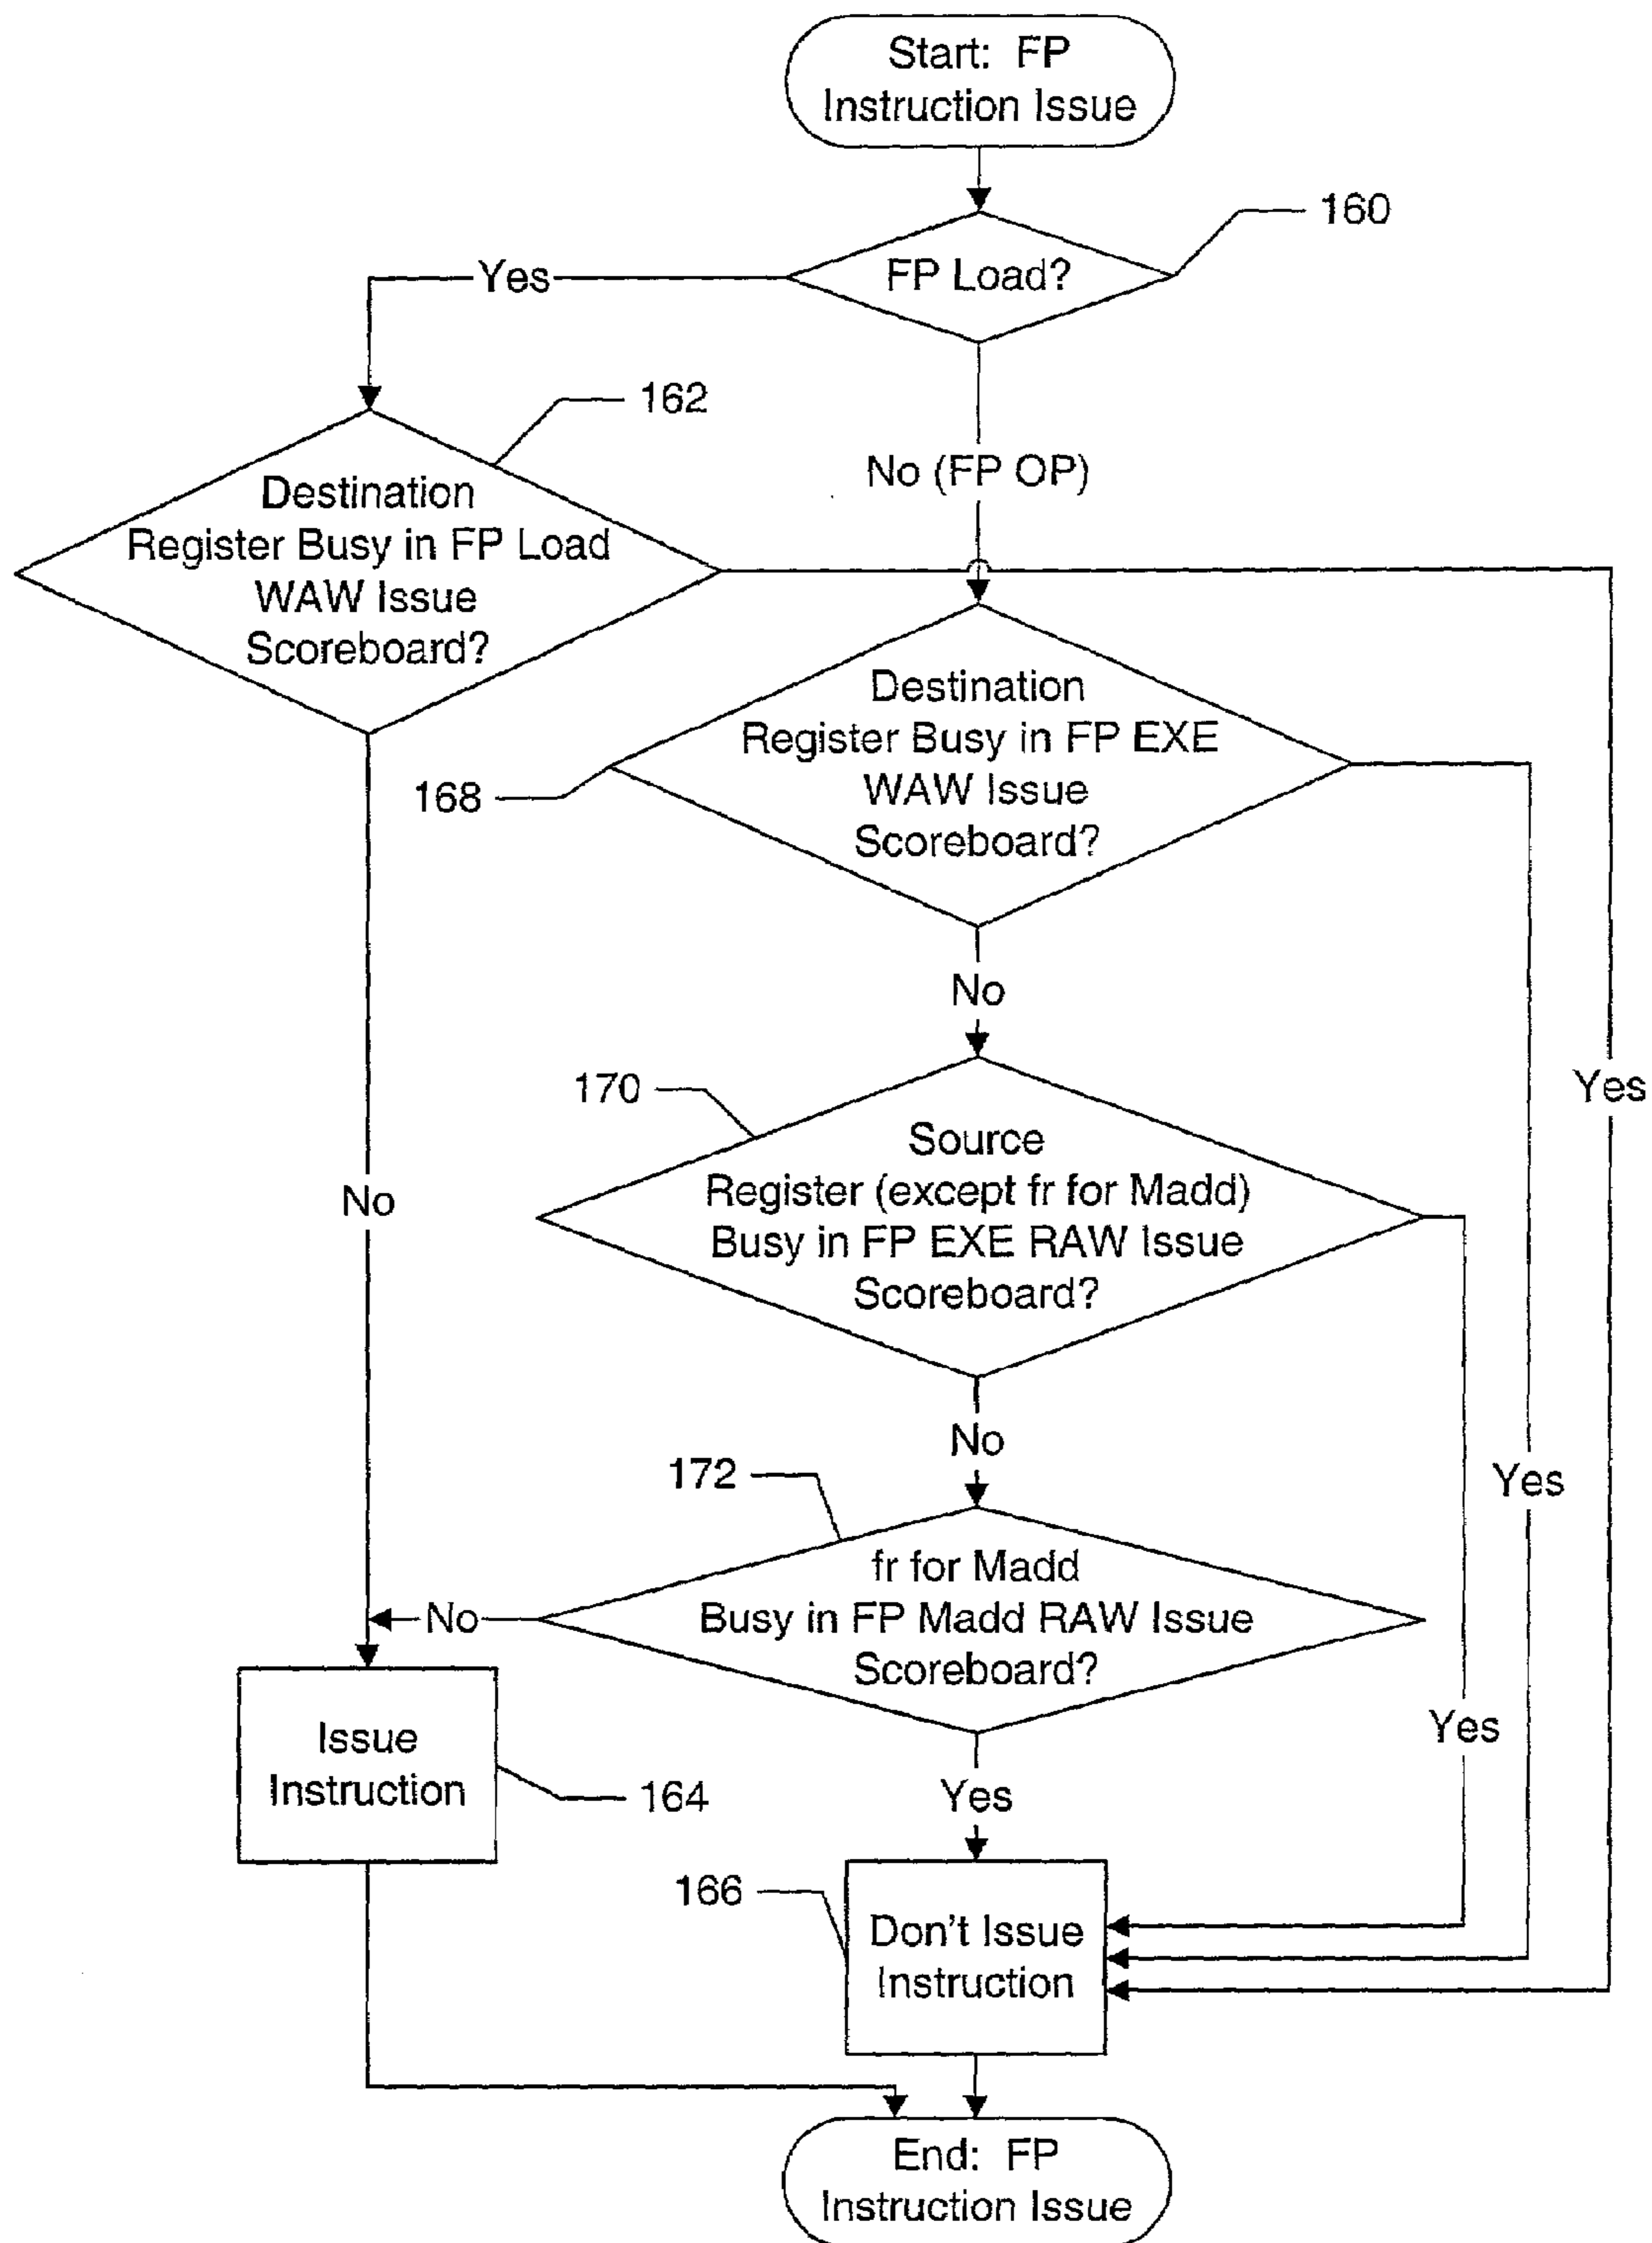 Start: FP
Instruction Issue
160
FP Load?
Yes
162
No (FP OP)
Destination
Register Busy in FP Load
WAW Issue
Scoreboard?
Destination
Register Busy in FP EXE
WAW Issue
Scoreboard?
168
No
Yes
170
Source
Register (except fr for Madd)
Busy in FP EXE RAW Issue
Scoreboard?
No
No
172
Yes
fr for Madd
Busy in FP Madd RAW Issue
Scoreboard?
No
Yes
Issue
Instruction
164
Yes
166
Don't Issue
Instruction
End: FP
Instruction Issue